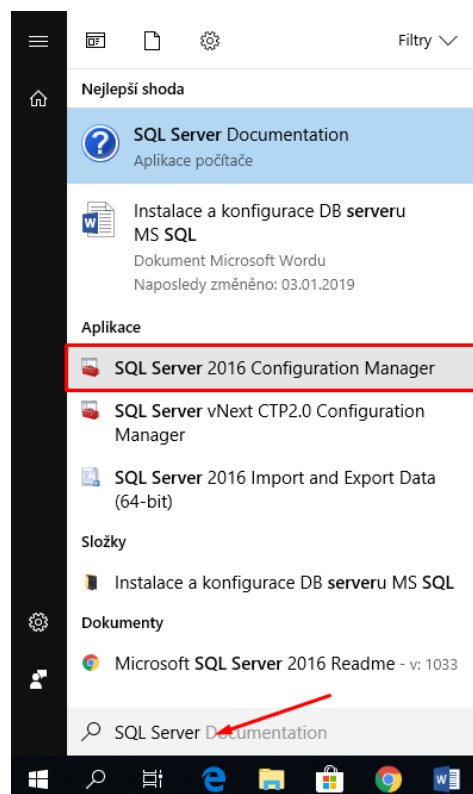 Filtry
Nejlepší shoda
SQL Server Documentation
Aplikace počítače
Instalace a konfigurace DB serveru
MS SQL
Dokument Microsoft Wordu
Naposledy změněno: 03.01.2019
Aplikace
SQL Server 2016 Configuration Manager
SQL Server vNext CTP2.0 Configuration
Manager
SQL Server 2016 Import and Export Data
(64-bit)
Složky
Instalace a konfigurace DB serveru MS SQL
Dokumenty
Microsoft SQL Server 2016 Readme - v: 1033
SQL Server Documentation